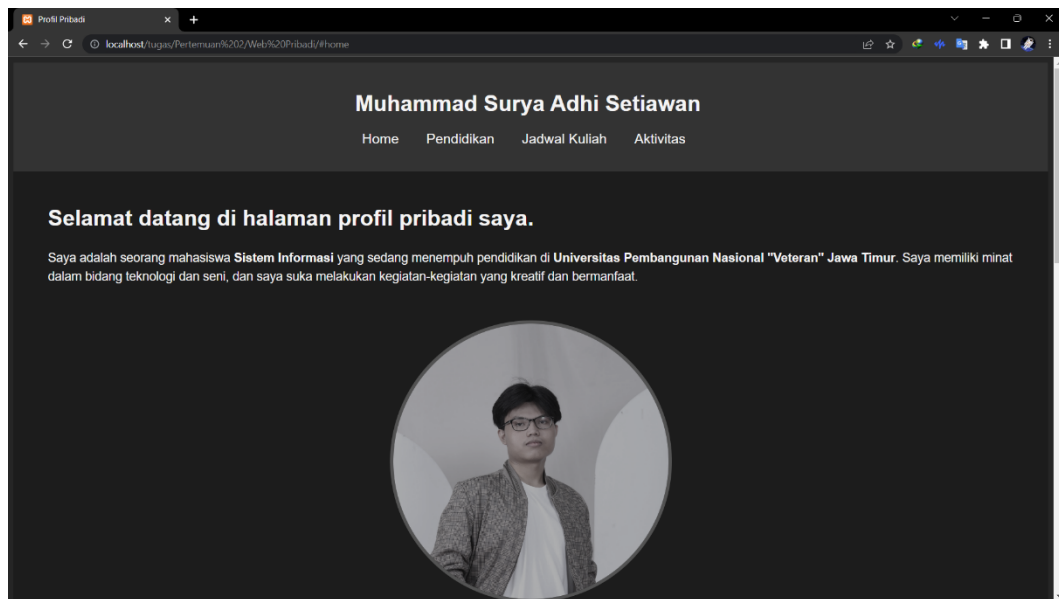 Profil Pribadi
localhost/tugas/Pertemuan%202/Web%20Pribadi/#home
Muhammad Surya Adhi Setiawan
Home Pendidikan Jadwal Kuliah Aktivitas
Selamat datang di halaman profil pribadi saya.
Saya adalah seorang mahasiswa Sistem Informasi yang sedang menempuh pendidikan di Universitas Pembangunan Nasional "Veteran" Jawa Timur. Saya memiliki minat
dalam bidang teknologi dan seni, dan saya suka melakukan kegiatan-kegiatan yang kreatif dan bermanfaat.